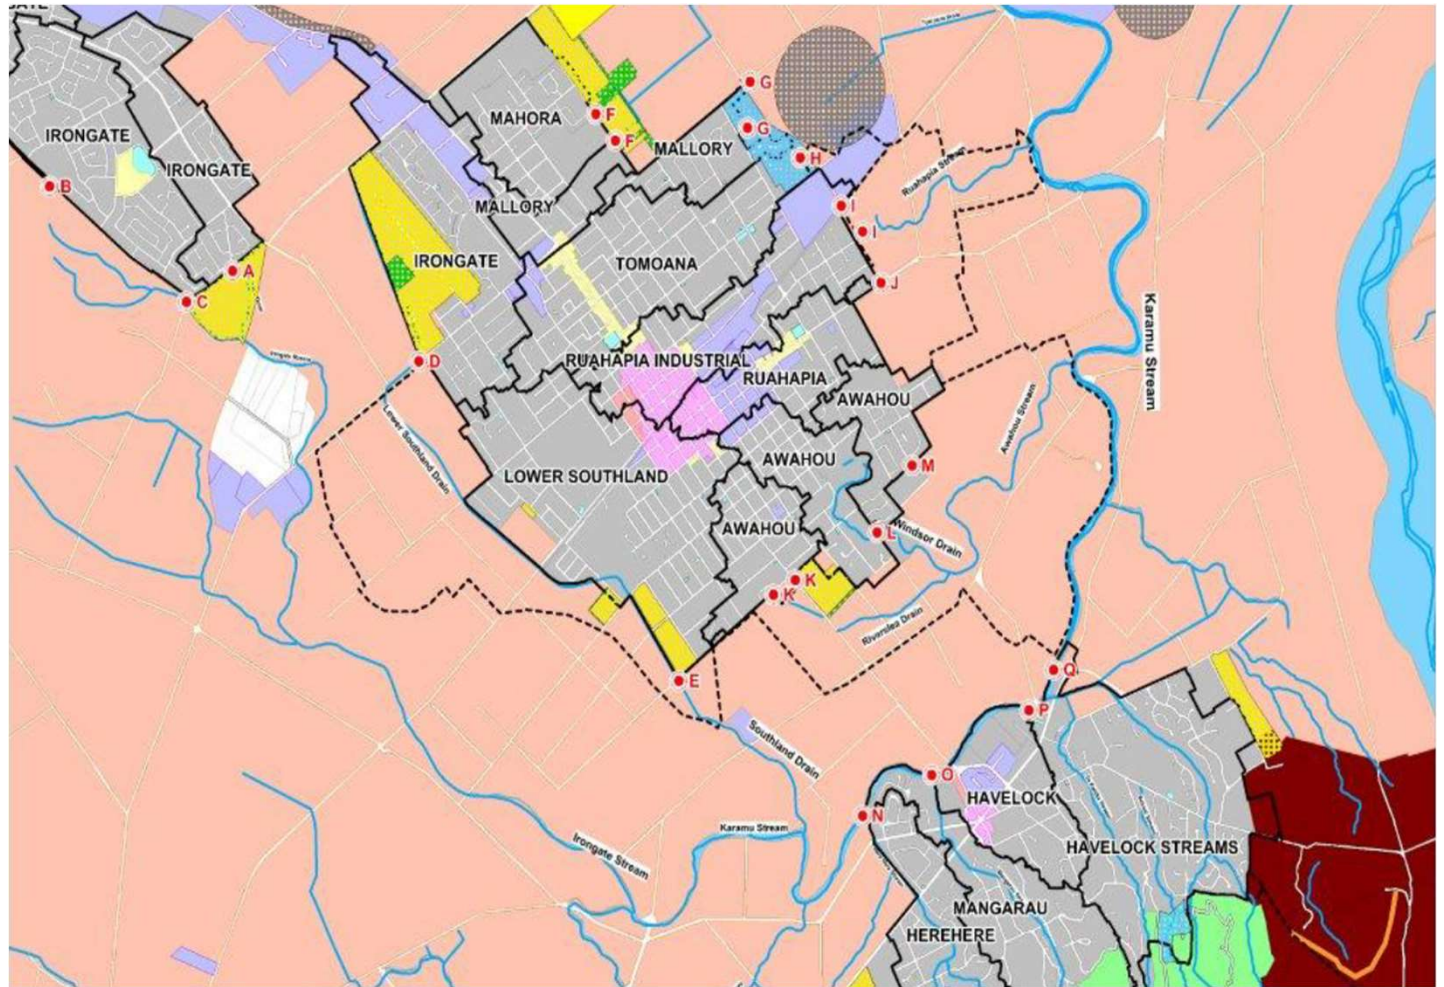 MAHORA
F
F
G
G
MALLORY
H
IRONGATE
IRONGATE
B
Ruahapia Stream
MALLORY
I
I
IRONGATE
TOMOANA
A
C
J
Karamu Stream
D
RUAHAPIA INDUSTRIAL
RUAHAPIA
AWAHOU
Awahou Stream
Lower Southland Drain
LOWER SOUTHLAND
AWAHOU
M
AWAHOU
L
Windsor Drain
K
K
Riverslea Drain
E
Q
P
Southland Drain
O
HAVELOCK
N
Karamu Stream
Irongate Stream
HAVELOCK STREAMS
MANGARAU
HEREHERE